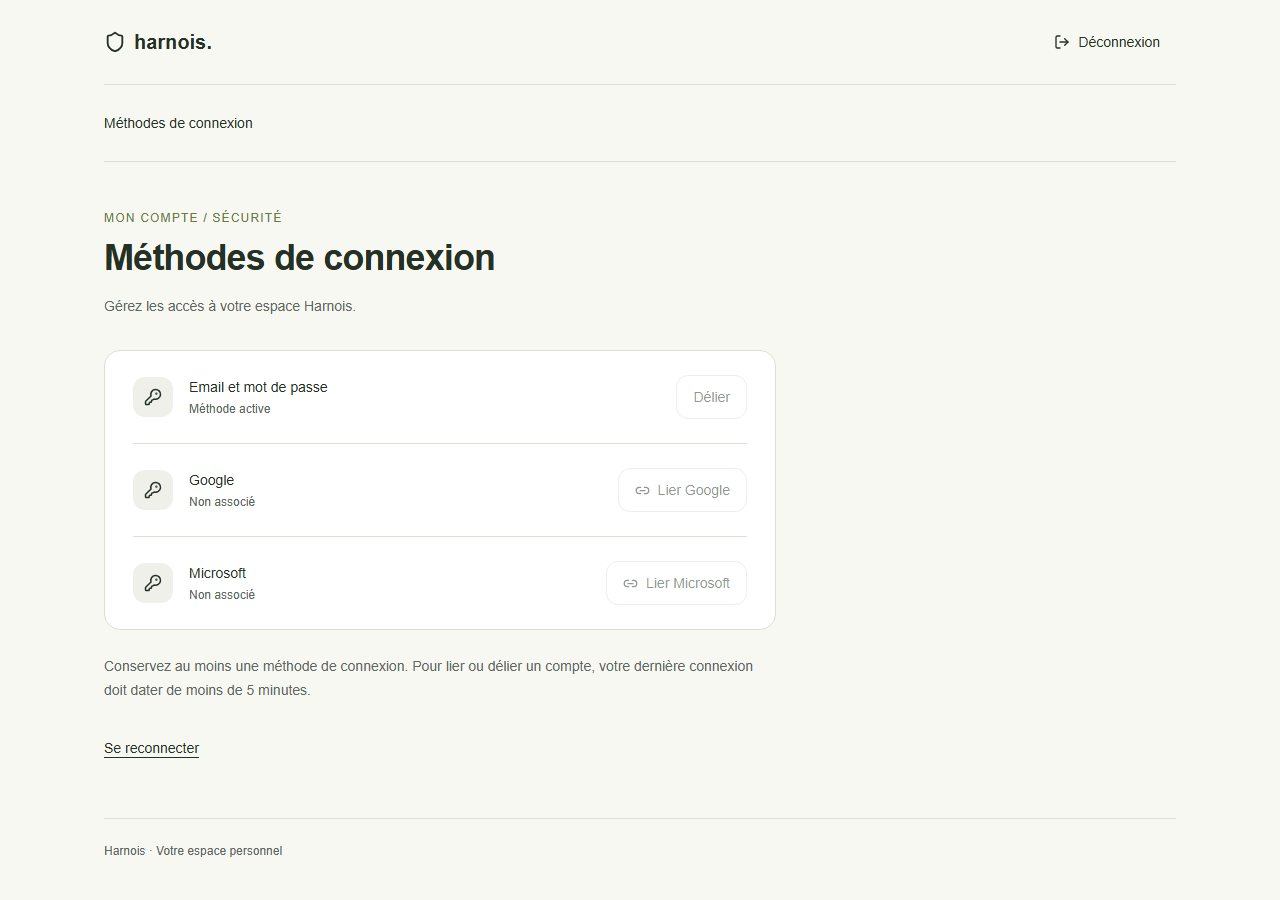 harnois.
Déconnexion
Méthodes de connexion
MON COMPTE / SÉCURITÉ
Méthodes de connexion
Gérez les accès à votre espace Harnois.
Email et mot de passe
Méthode active
Délier
Google
Non associé
Lier Google
Microsoft
Non associé
Lier Microsoft
Conservez au moins une méthode de connexion. Pour lier ou délier un compte, votre dernière connexion
doit dater de moins de 5 minutes.
Se reconnecter
Harnois · Votre espace personnel